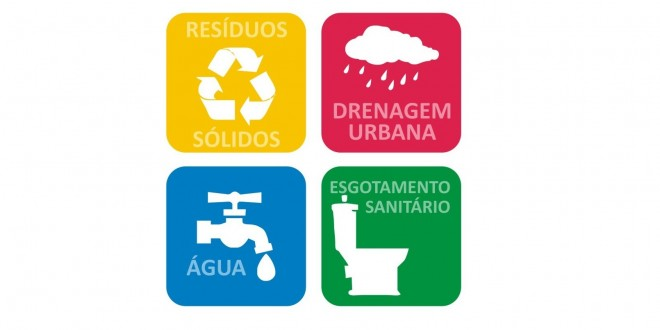 RESÍDUOS
SÓLIDOS
DRENAGEM
URBANA
ÁGUA
ESGOTAMENTO
SANITÁRIO